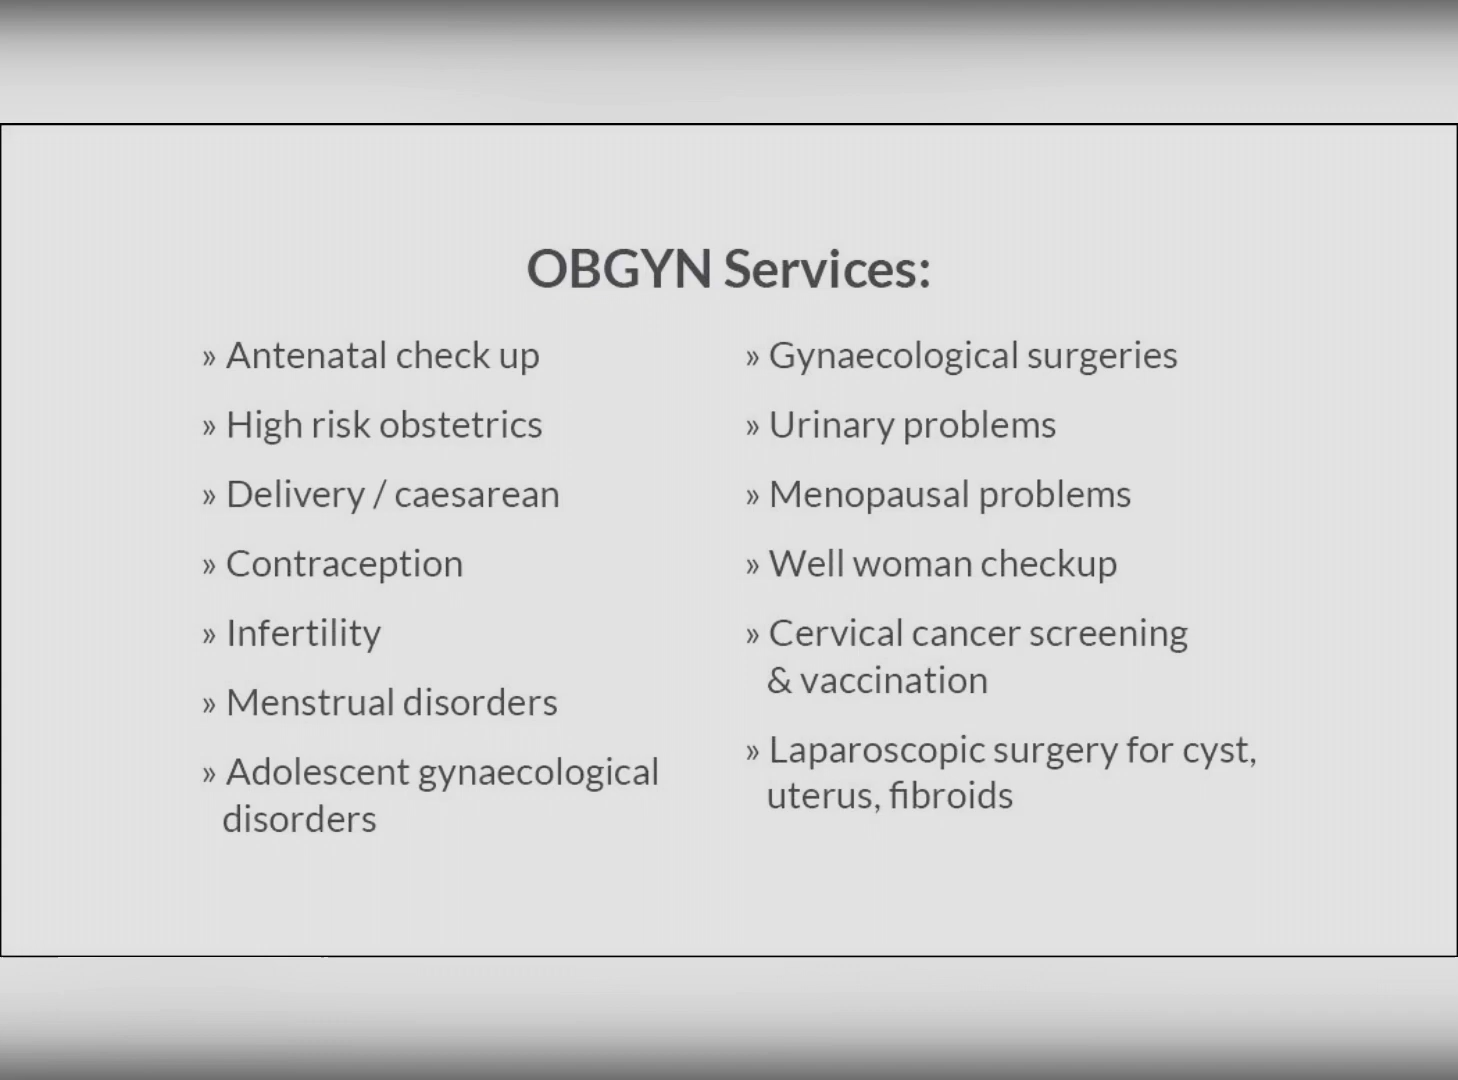 OBGYN Services:
» Antenatal check up
» High risk obstetrics
» Delivery / caesarean
» Contraception
» Infertility
» Menstrual disorders
» Adolescent gynaecological
disorders
» Gynaecological surgeries
» Urinary problems
» Menopausal problems
» Well woman checkup
» Cervical cancer screening
& vaccination
» Laparoscopic surgery for cyst,
uterus, fibroids